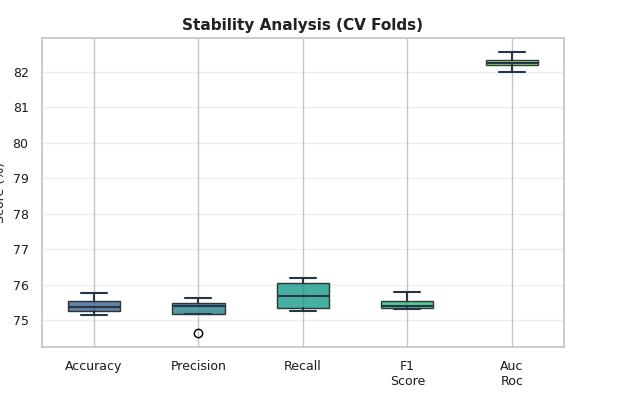 Stability Analysis (CV Folds)
82
81
80
79
78
77
76
75
Accuracy
Precision
Recall
F1
Score
Auc
Roc